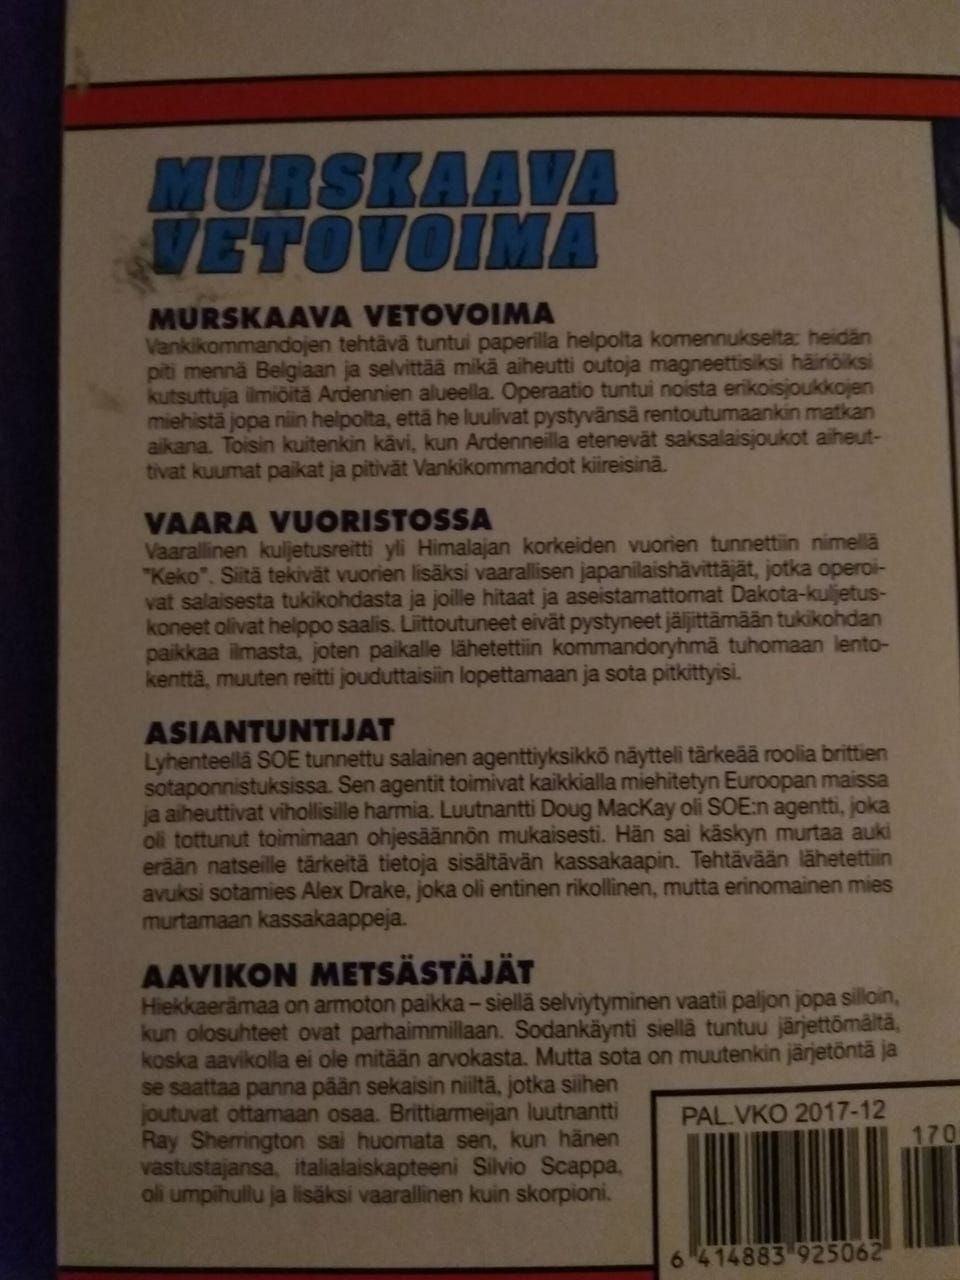 MURSKAAVA
VETOVOIMA
MURSKAAVA VETOVOIMA
Vankikommandojen tehtävä tuntui paperilla helpolta komennukselta: heidän
piti mennä Belgiaan ja selvittää mikä aiheutti outoja magneettisiksi häiriöiksi
kutsuttuja ilmiöitä Ardennien alueella. Operaatio tuntui noista erikoisjoukkojen
miehistä jopa niin helpolta, että he luulivat pystyvänsä rentoutumaankin matkan
aikana. Toisin kuitenkin kävi, kun Ardenneilla etenevät saksalaisjoukot aiheut-
tivat kuumat paikat ja pitivät Vankikommandot kiireisinä.
VAARA VUORISTOSSA
Vaarallinen kuljetusreitti yli Himalajan korkeiden vuorien tunnettiin nimellä
"Keko". Siitä tekivät vuorien lisäksi vaarallisen japanilaishävittäjät, jotka operoi-
vat salaisesta tukikohdasta ja joille hitaat ja aseistamattomat Dakota-kuljetus-
koneet olivat helppo saalis. Liittoutuneet eivät pystyneet jäljittämään tukikohdan
paikkaa ilmasta, joten paikalle lähetettiin kommandoryhmä tuhomaan lento-
kenttä, muuten reitti jouduttaisiin lopettamaan ja sota pitkittyisi.
ASIANTUNTIJAT
Lyhenteellä SOE tunnettu salainen agenttiyksikkö näytteli tärkeää roolia brittien
sotaponnistuksissa. Sen agentit toimivat kaikkialla miehitetyn Euroopan maissa
ja aiheuttivat vihollisille harmia. Luutnantti Doug MacKay oli SOE:n agentti, joka
oli tottunut toimimaan ohjesäännön mukaisesti. Hän sai käskyn murtaa auki
erään natseille tärkeitä tietoja sisältävän kassakaapin. Tehtävään lähetettiin
avuksi sotamies Alex Drake, joka oli entinen rikollinen, mutta erinomainen mies
murtamaan kassakaappeja.
AAVIKON METSÄSTÄJÄT
Hiekkaerämaa on armoton paikka – siellä selviytyminen vaatii paljon jopa silloin,
kun olosuhteet ovat parhaimmillaan. Sodankäynti siellä tuntuu järjettömältä,
koska aavikolla ei ole mitään arvokasta. Mutta sota on muutenkin järjetöntä ja
se saattaa panna pään sekaisin niiltä, jotka siihen
joutuvat ottamaan osaa. Brittiarmeijan luutnantti
Ray Sherrington sai huomata sen, kun hänen
vastustajansa, italialaiskapteeni Silvio Scappa,
oli umpihullu ja lisäksi vaarallinen kuin skorpioni.
PAL.VKO 2017-12
170
6 414883 925062